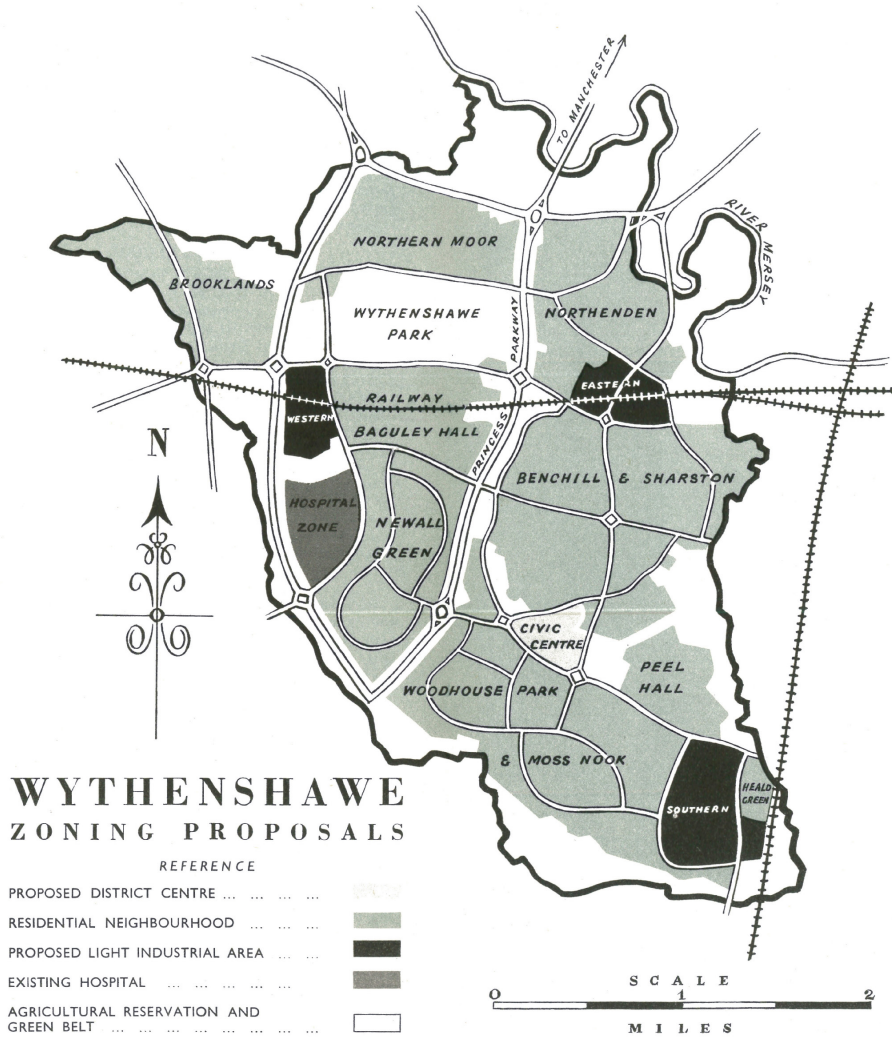 TO MANCHESTER
RIVER MERSEY
NORTHERN MOOR
BROOKLANDS
WYTHENSHAWE
PARK
PARKWAY
NORTHENDEN
EASTERN
RAILWAY
WESTERN
BAGULEY HALL
PRINCESS
N
BENCHILL & SHARSTON
HOSPITAL
ZONE
NEWALL
GREEN
CIVIC
CENTRE
PEEL
HALL
WOODHOUSE PARK
& MOSS NOOK
HEALD
GREEN
SOUTHERN
WYTHENSHAWE
ZONING PROPOSALS
REFERENCE
PROPOSED DISTRICT CENTRE ... ... ... ...
RESIDENTIAL NEIGHBOURHOOD ... ... ...
PROPOSED LIGHT INDUSTRIAL AREA ... ...
EXISTING HOSPITAL ... ... ... ... ...
AGRICULTURAL RESERVATION AND
GREEN BELT ... ... ... ... ... ... ...
SCALE
0 1 2
MILES